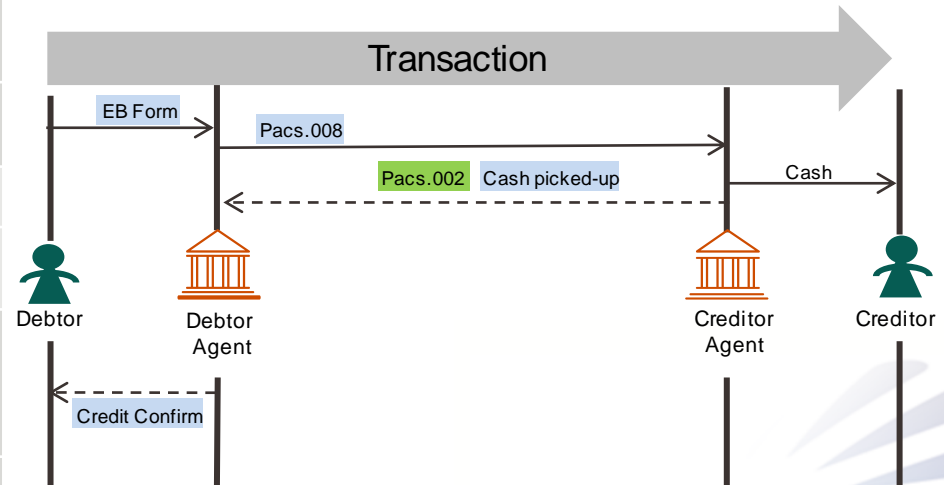 Transaction
EB Form
Pacs.008
Pacs.002 Cash picked-up
Cash
Debtor
Debtor
Agent
Creditor
Agent
Creditor
Credit Confirm